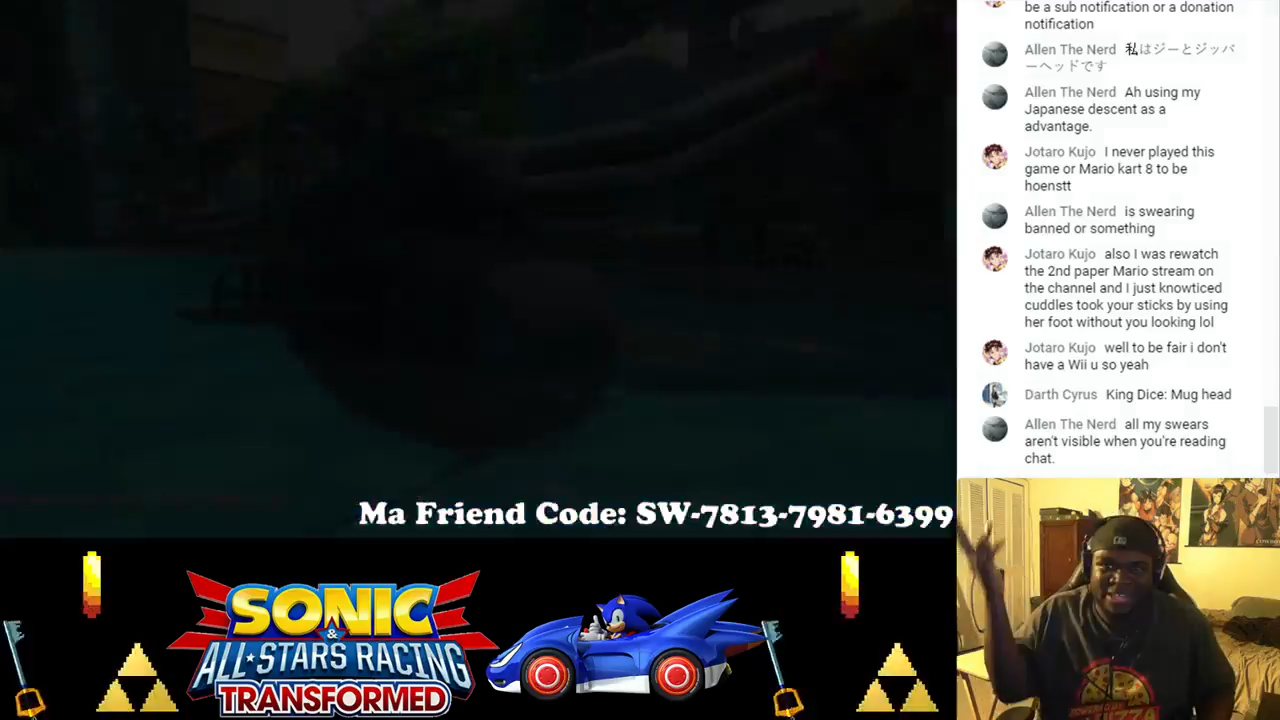 be a sub notification or a donation
notification
Allen The Nerd 私はジーとジッパ
ーヘッドです
Allen The Nerd Ah using my
Japanese descent as a
advantage.
Jotaro Kujo I never played this
game or Mario kart 8 to be
hoenstt
Allen The Nerd is swearing
banned or something
Jotaro Kujo also I was rewatch
the 2nd paper Mario stream on
the channel and I just knowticed
cuddles took your sticks by using
her foot without you looking lol
Jotaro Kujo well to be fair i don't
have a Wii u so yeah
Darth Cyrus King Dice: Mug head
Allen The Nerd all my swears
aren't visible when you're reading
chat.
Ma Friend Code: SW-7813-7981-6399
SONIC
&
ALL★STARS RACING
TRANSFORMED